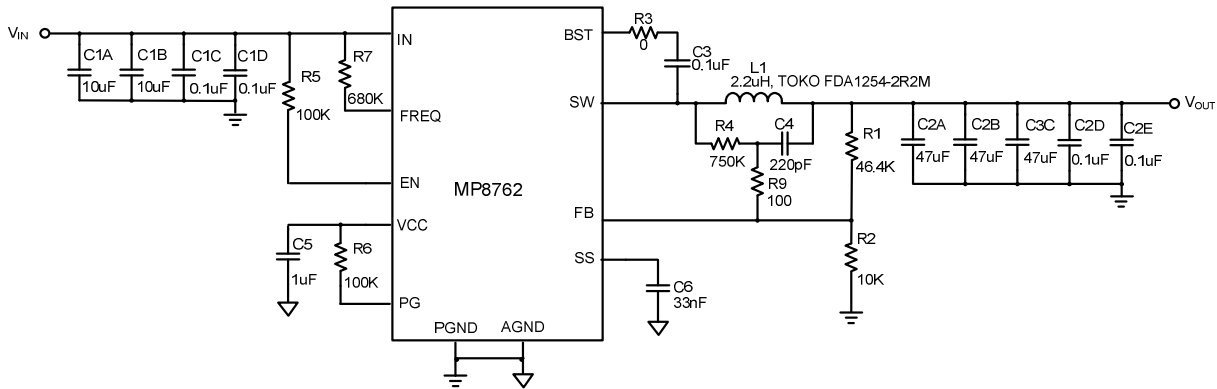 VIN
C1A
10uF
C1B
10uF
C1C
0.1uF
C1D
0.1uF
R5
100K
R7
680K
IN
FREQ
EN
VCC
PG
PGND
AGND
MP8762
BST
SW
FB
SS
C5
1uF
R6
100K
R3
0
C3
0.1uF
L1
2.2uH, TOKO FDA1254-2R2M
R4
750K
C4
220pF
R9
100
R1
46.4K
R2
10K
C6
33nF
C2A
47uF
C2B
47uF
C3C
47uF
C2D
0.1uF
C2E
0.1uF
VOUT